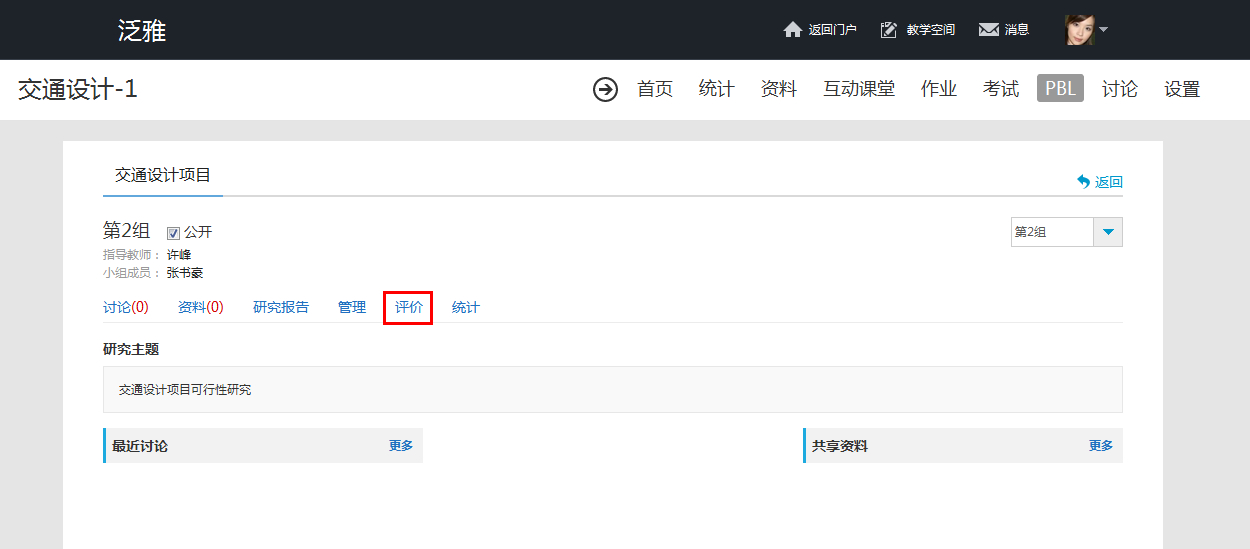 泛雅
返回门户 教学空间 消息
交通设计-1
首页 统计 资料 互动课堂 作业 考试 PBL 讨论 设置
交通设计项目
返回
第2组 公开
第2组
指导教师： 许峰
小组成员： 张书豪
讨论(0) 资料(0) 研究报告 管理 评价 统计
研究主题
交通设计项目可行性研究
最近讨论 更多
共享资料 更多